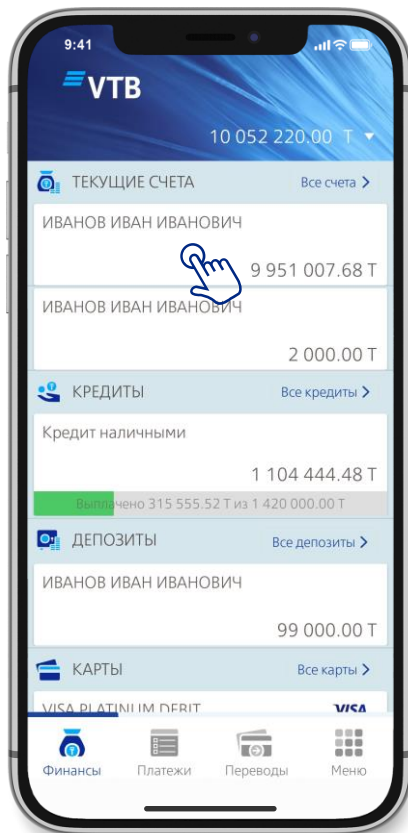 9:41
VTB
10 052 220.00 T
ТЕКУЩИЕ СЧЕТА Все счета >
ИВАНОВ ИВАН ИВАНОВИЧ
9 951 007.68 T
ИВАНОВ ИВАН ИВАНОВИЧ
2 000.00 T
КРЕДИТЫ Все кредиты >
Кредит наличными
1 104 444.48 T
Выплачено 315 555.52 T из 1 420 000.00 T
ДЕПОЗИТЫ Все депозиты >
ИВАНОВ ИВАН ИВАНОВИЧ
99 000.00 T
КАРТЫ Все карты >
VISA PLATINUM DEBIT VISA
Финансы Платежи Переводы Меню